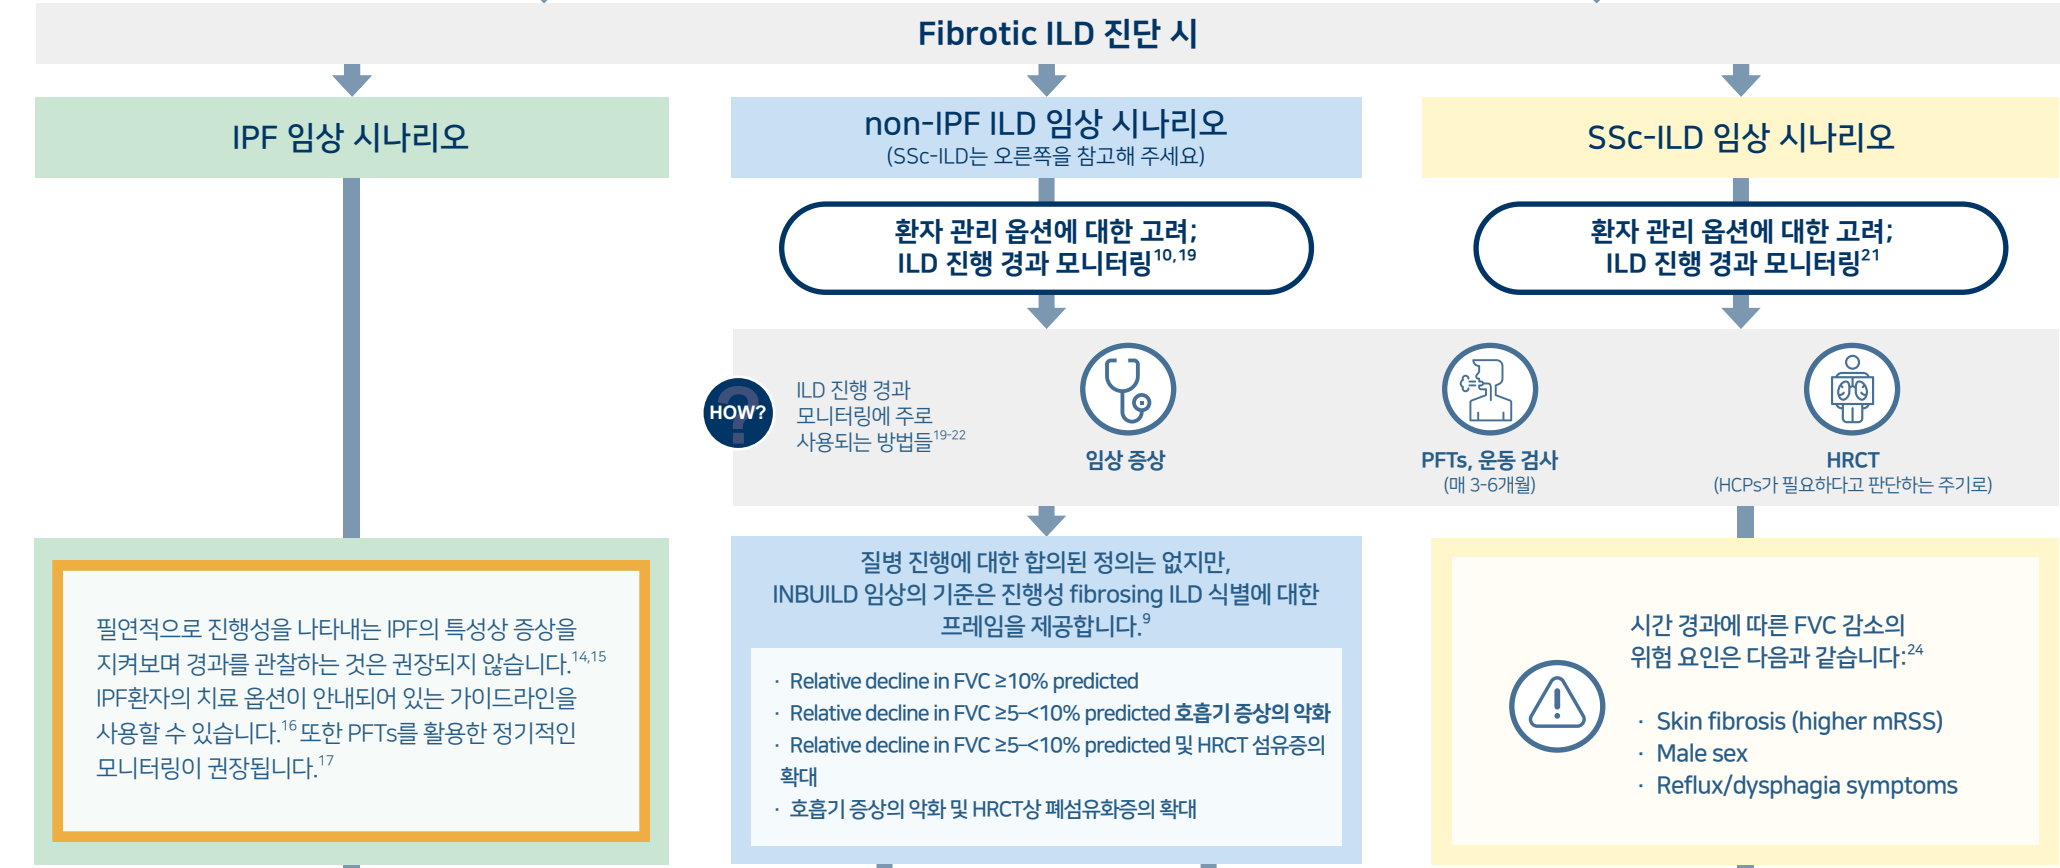 Fibrotic ILD 진단 시
IPF 임상 시나리오
non-IPF ILD 임상 시나리오
(SSc-ILD는 오른쪽을 참고해 주세요)
SSc-ILD 임상 시나리오
환자 관리 옵션에 대한 고려;
ILD 진행 경과 모니터링10,19
환자 관리 옵션에 대한 고려;
ILD 진행 경과 모니터링21
?
HOW?
ILD 진행 경과
모니터링에 주로
사용되는 방법들19-22
임상 증상
PFTs, 운동 검사
(매 3-6개월)
HRCT
(HCPs가 필요하다고 판단하는 주기로)
필연적으로 진행성을 나타내는 IPF의 특성상 증상을
지켜보며 경과를 관찰하는 것은 권장되지 않습니다.14,15
IPF환자의 치료 옵션이 안내되어 있는 가이드라인을
사용할 수 있습니다.16 또한 PFTs를 활용한 정기적인
모니터링이 권장됩니다.17
질병 진행에 대한 합의된 정의는 없지만,
INBUILD 임상의 기준은 진행성 fibrosing ILD 식별에 대한
프레임을 제공합니다.9
· Relative decline in FVC ≥10% predicted
· Relative decline in FVC ≥5–<10% predicted 호흡기 증상의 악화
· Relative decline in FVC ≥5–<10% predicted 및 HRCT 섬유증의
확대
· 호흡기 증상의 악화 및 HRCT상 폐섬유화증의 확대
시간 경과에 따른 FVC 감소의
위험 요인은 다음과 같습니다:24
· Skin fibrosis (higher mRSS)
· Male sex
· Reflux/dysphagia symptoms